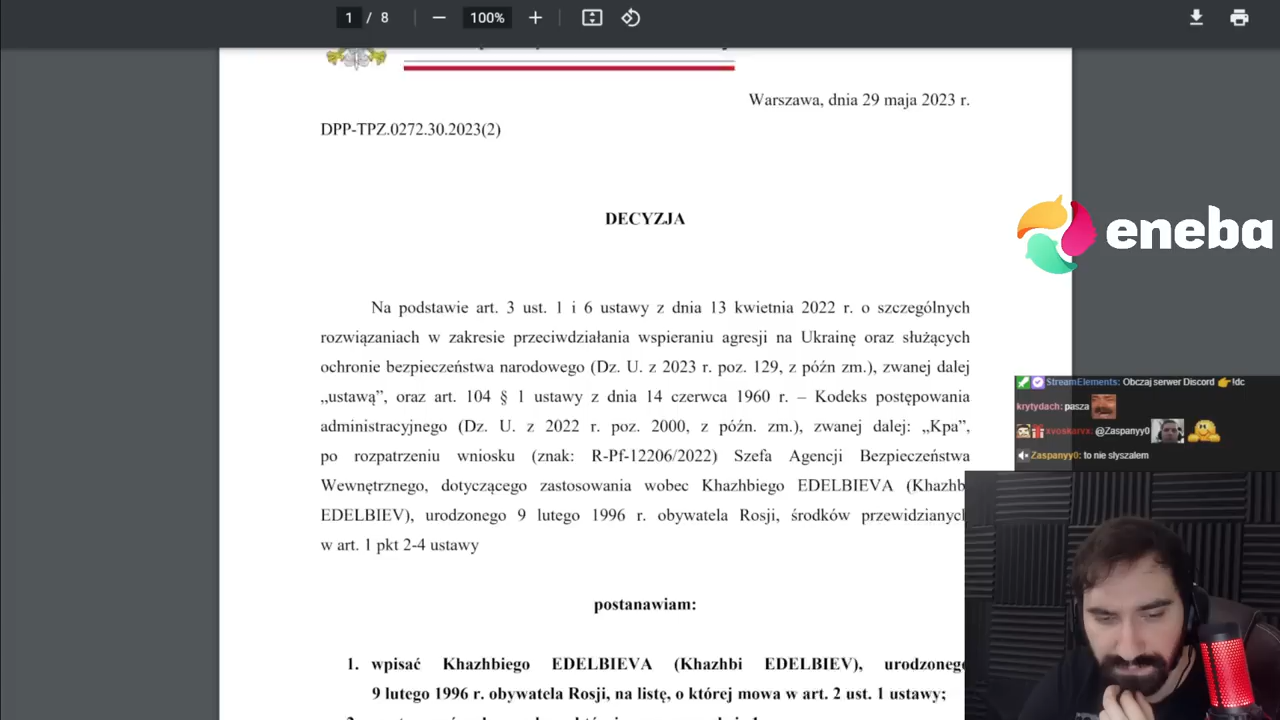 1 / 8
100%
Warszawa, dnia 29 maja 2023 r.
DPP-TPZ.0272.30.2023(2)
DECYZJA
eneba
Na podstawie art. 3 ust. 1 i 6 ustawy z dnia 13 kwietnia 2022 r. o szczególnych
rozwiązaniach w zakresie przeciwdziałania wspieraniu agresji na Ukrainę oraz służących
ochronie bezpieczeństwa narodowego (Dz. U. z 2023 r. poz. 129, z późn zm.), zwanej dalej
„ustawą”, oraz art. 104 § 1 ustawy z dnia 14 czerwca 1960 r. – Kodeks postępowania
administracyjnego (Dz. U. z 2022 r. poz. 2000, z późn. zm.), zwanej dalej: „Kpa”,
po rozpatrzeniu wniosku (znak: R-Pf-12206/2022) Szefa Agencji Bezpieczeństwa
Wewnętrznego, dotyczącego zastosowania wobec Khazhbiego EDELBIEVA (Khazhb
EDELBIEV), urodzonego 9 lutego 1996 r. obywatela Rosji, środków przewidzianych
w art. 1 pkt 2-4 ustawy
postanawiam:
1. wpisać Khazhbiego EDELBIEVA (Khazhbi EDELBIEV), urodzonego
9 lutego 1996 r. obywatela Rosji, na listę, o której mowa w art. 2 ust. 1 ustawy;
StreamElements: Obczaj serwer Discord 👉 !dc
krytydach: pasza
xvoskarvx: @Zaspanyy0
Zaspanyy0: to nie slyszalem